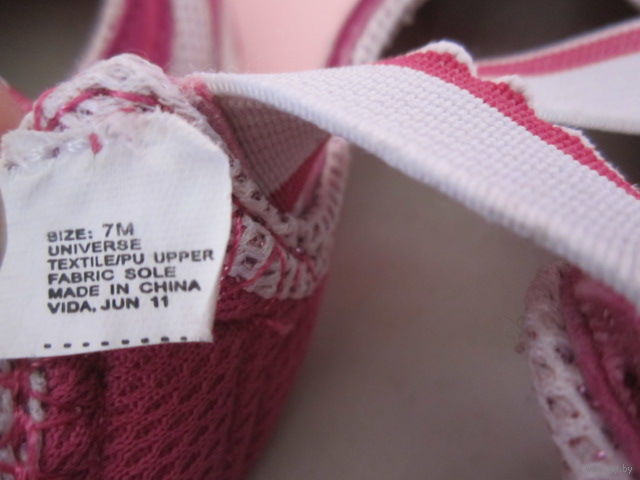 SIZE: 7M
UNIVERSE
TEXTILE/PU UPPER
FABRIC SOLE
MADE IN CHINA
VIDA, JUN 11